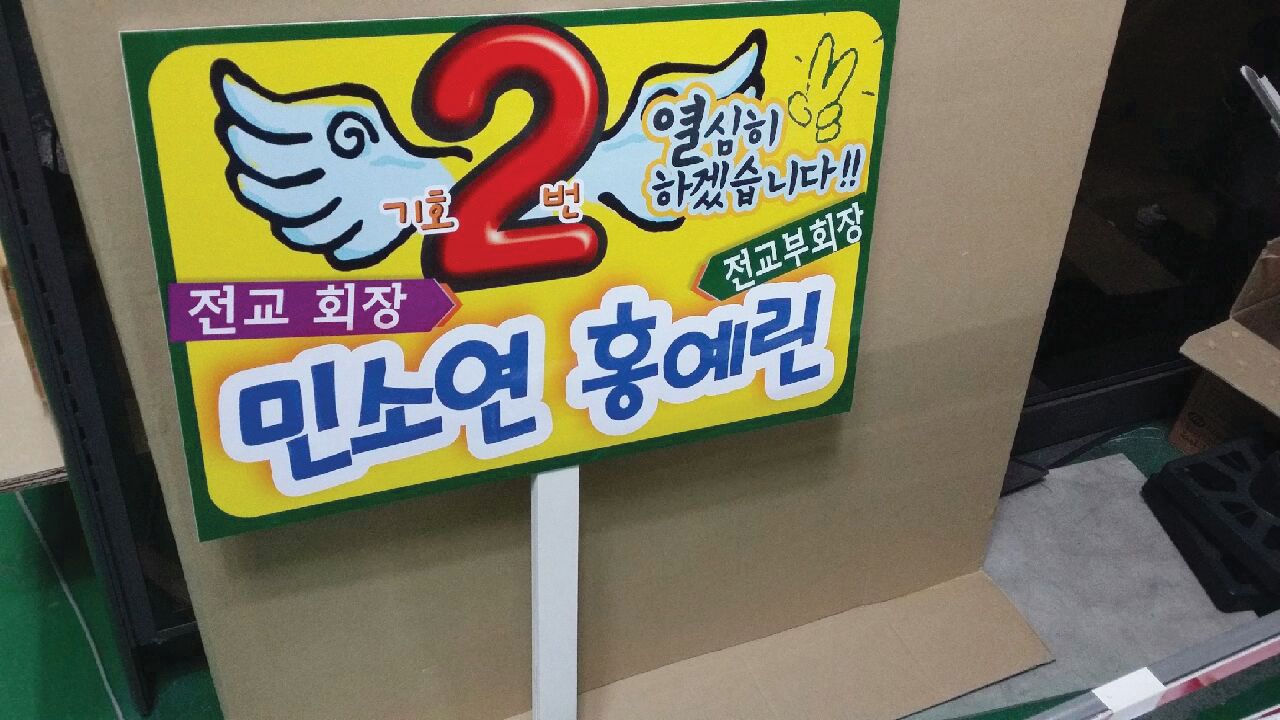 기호 2 번
열심히
하겠습니다!!
전교 회장
전교부회장
민소연 홍예린